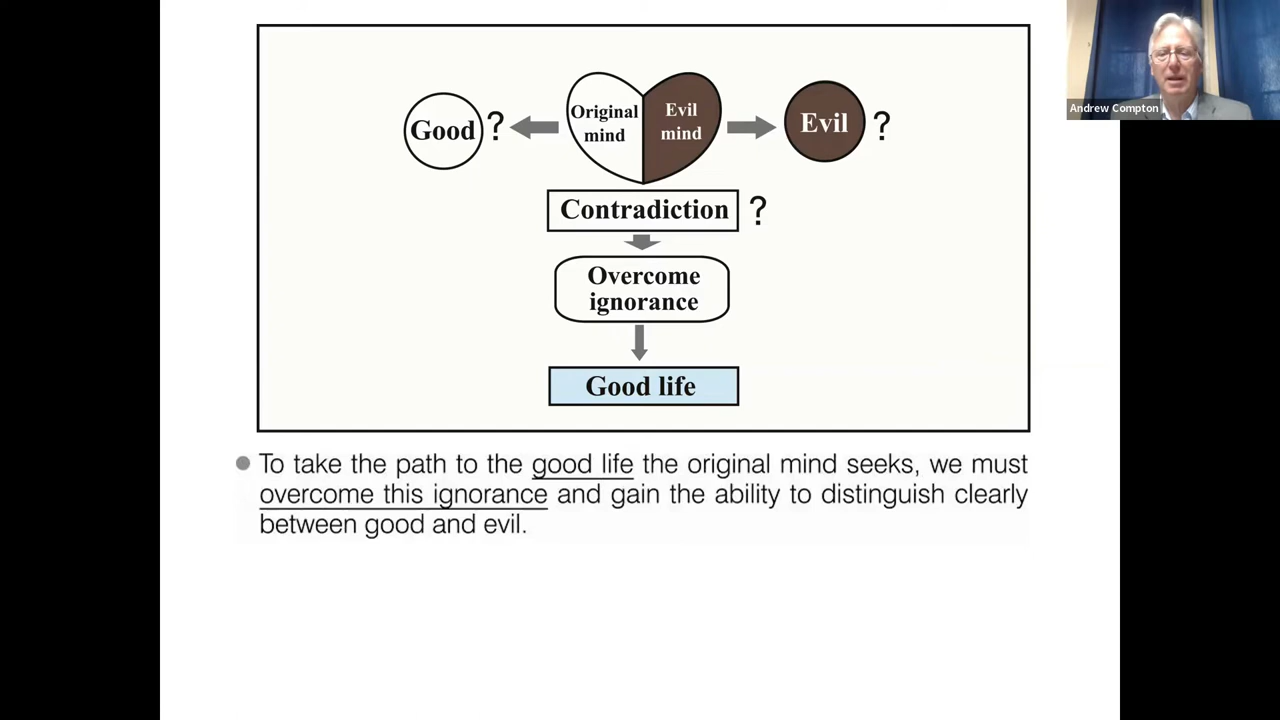 Andrew Compton
Good ?
Original mind
Evil mind
Evil ?
Contradiction ?
Overcome
ignorance
Good life
To take the path to the good life the original mind seeks, we must
overcome this ignorance and gain the ability to distinguish clearly
between good and evil.